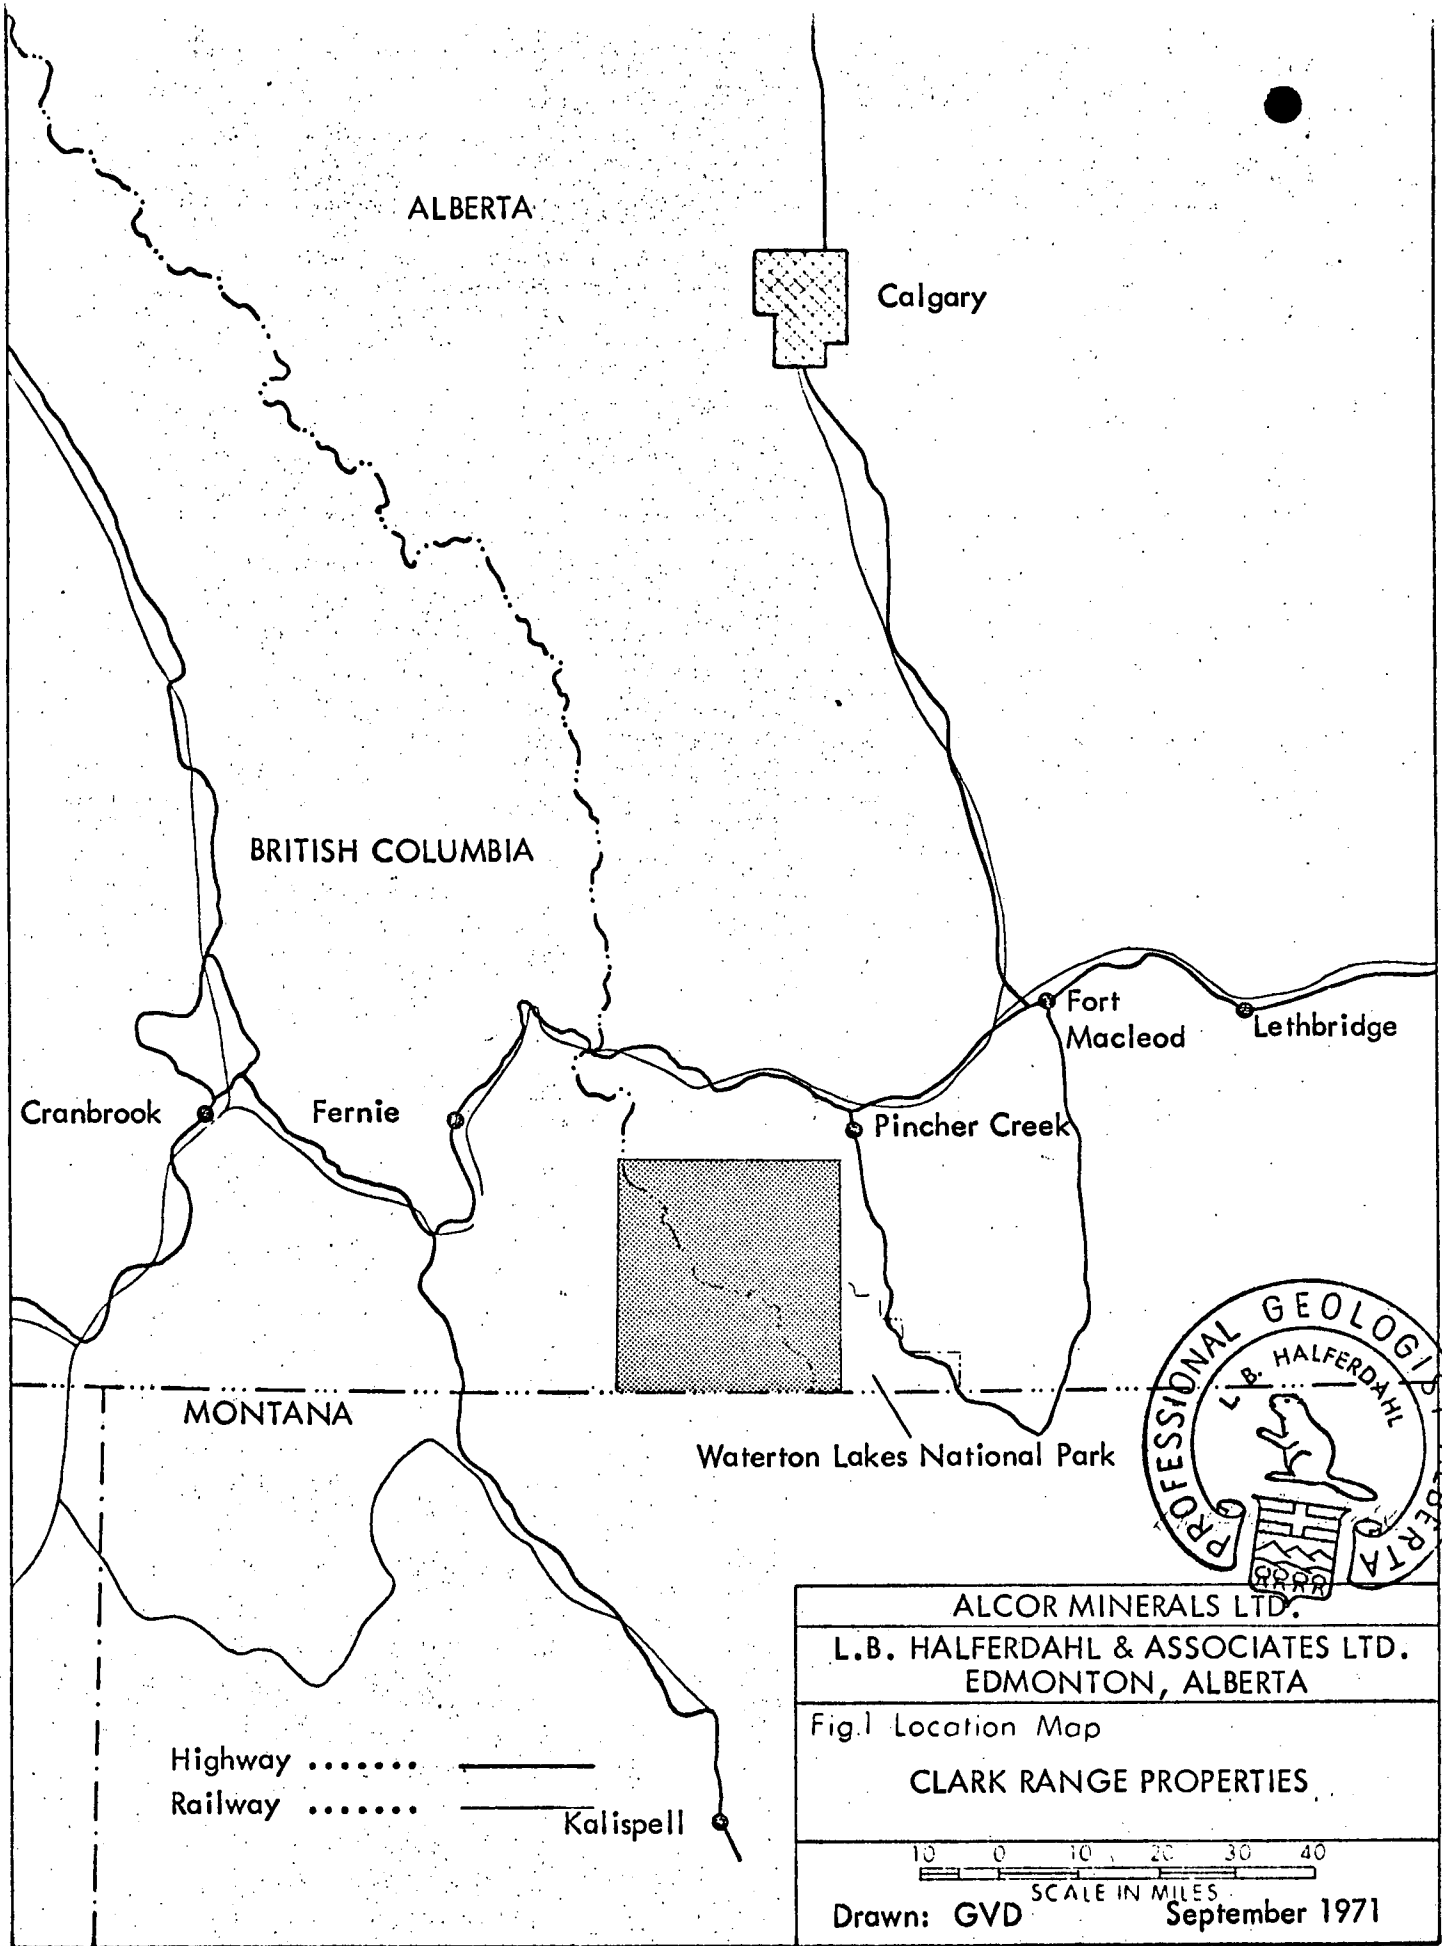 ALBERTA
Calgary
BRITISH COLUMBIA
Fort
Macleod
Lethbridge
Cranbrook
Fernie
Pincher Creek
MONTANA
Waterton Lakes National Park
PROFESSIONAL GEOLOGIST
L. B. HALFERDAHL
ALBERTA
Highway .......
Railway .......
Kalispell
ALCOR MINERALS LTD.
L.B. HALFERDAHL & ASSOCIATES LTD.
EDMONTON, ALBERTA
Fig.1 Location Map
CLARK RANGE PROPERTIES
10 0 10 20 30 40
SCALE IN MILES
Drawn: GVD September 1971